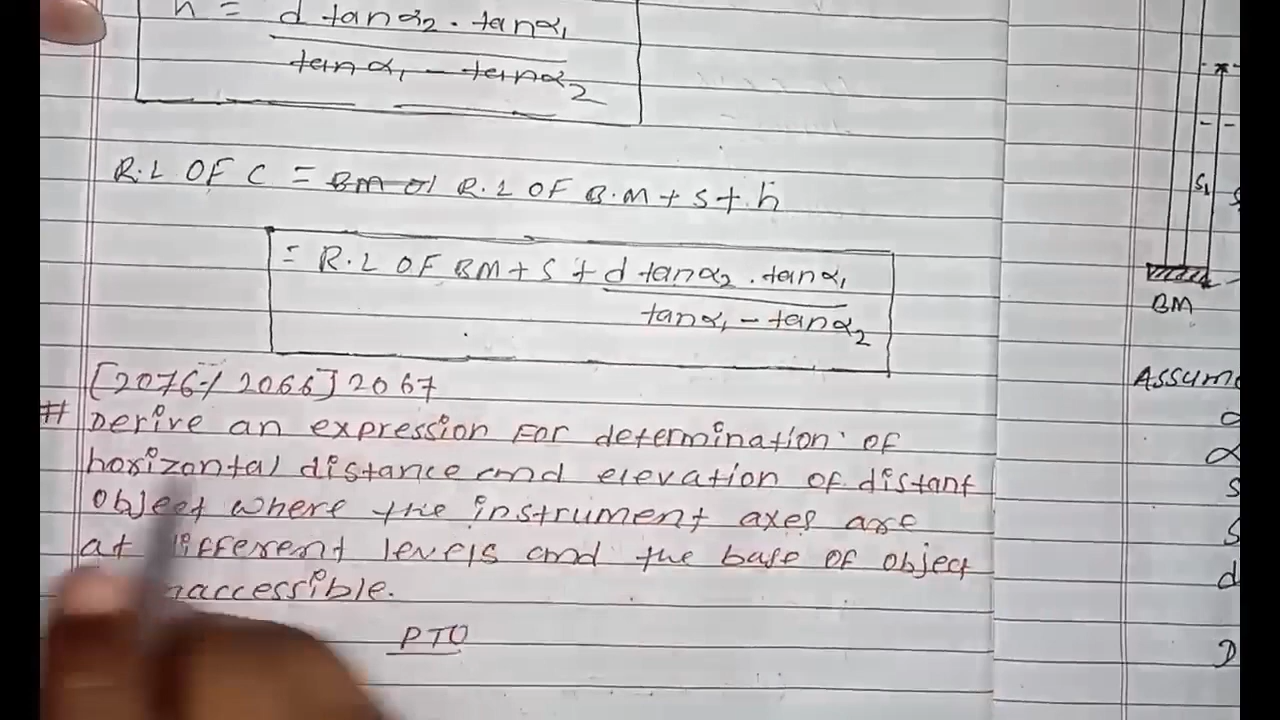 h = d tanα2 . tanα1
tanα1 - tanα2
R.L OF C = BM of R.L OF B.M + S + h
= R.L OF BM + S + d tanα2 . tanα1
tanα1 - tanα2
[2076/ 2066] 2067
# Derive an expression For determination of
horizontal distance and elevation of distant
object where the instrument axes are
at different levels and the base of object
inaccessible.
PTO
S1
BM
Assume
α
S
S
d
D